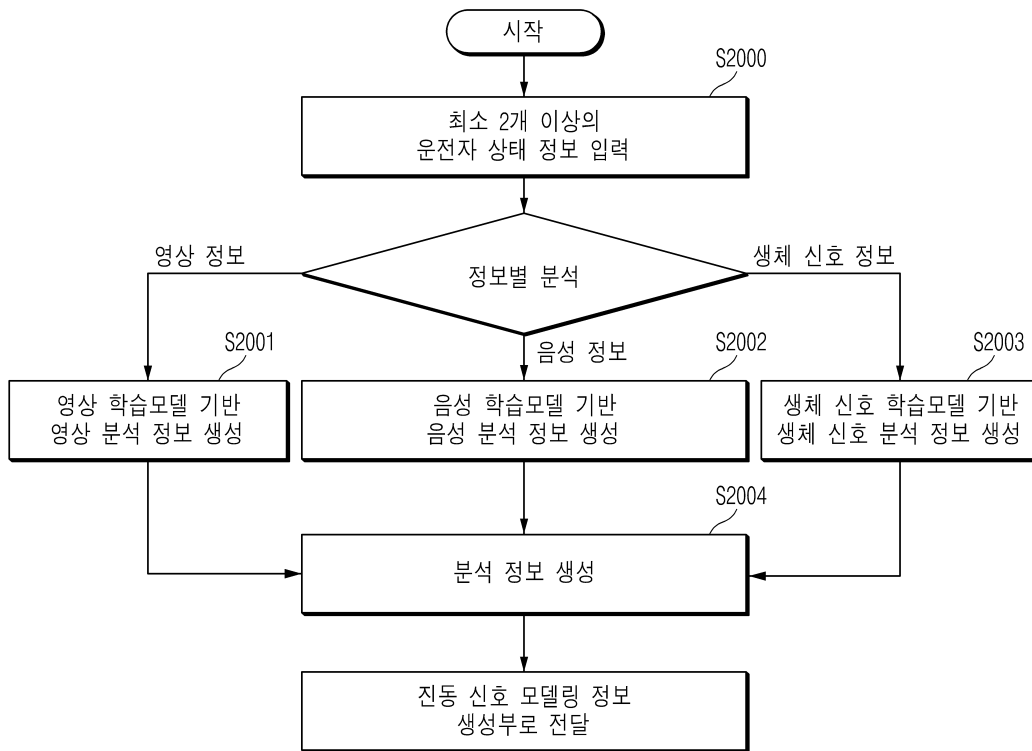 시작
S2000
최소 2개 이상의
운전자 상태 정보 입력
영상 정보
정보별 분석
생체 신호 정보
음성 정보
S2001
영상 학습모델 기반
영상 분석 정보 생성
S2002
음성 학습모델 기반
음성 분석 정보 생성
S2003
생체 신호 학습모델 기반
생체 신호 분석 정보 생성
S2004
분석 정보 생성
진동 신호 모델링 정보
생성부로 전달